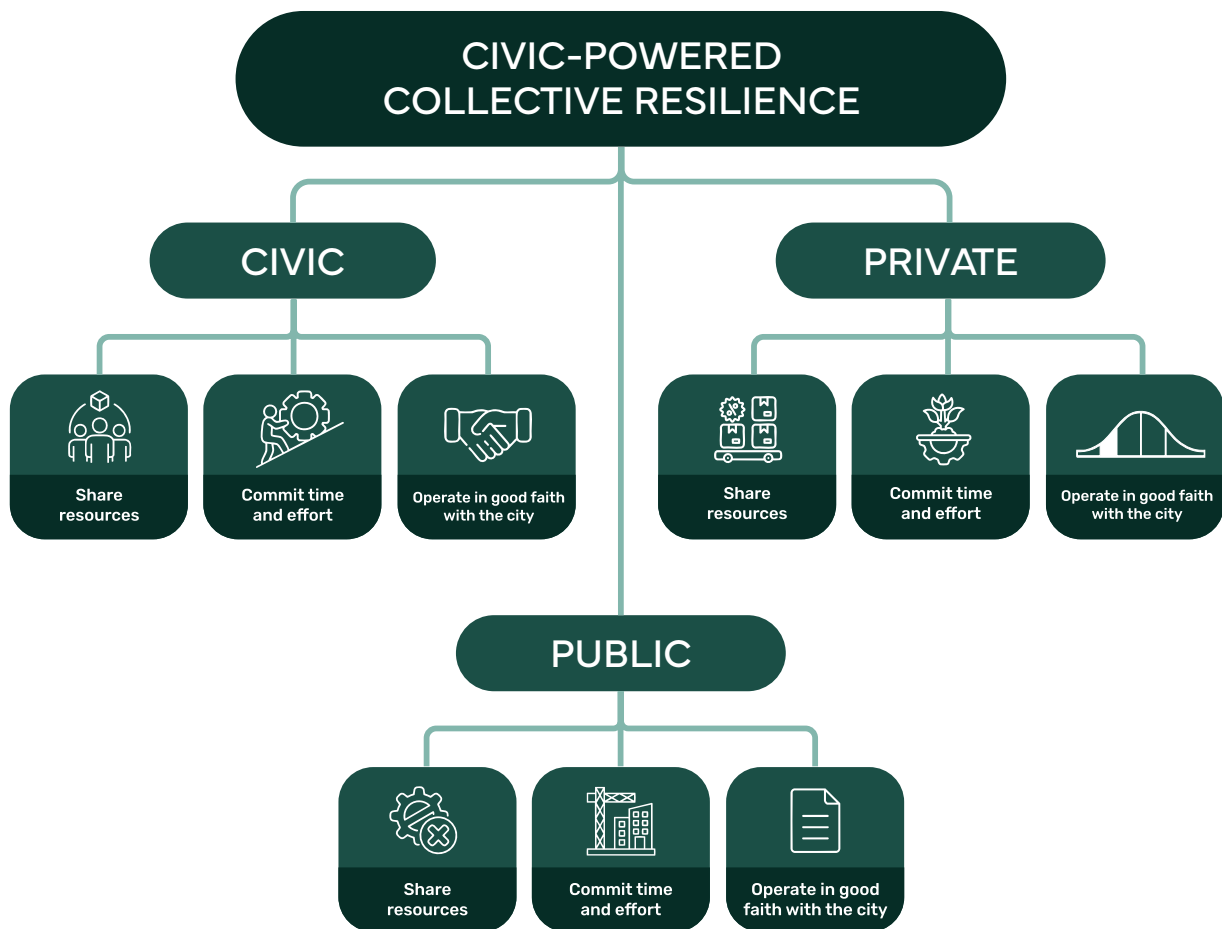 CIVIC-POWERED
COLLECTIVE RESILIENCE
CIVIC
PRIVATE
Share
resources
Commit time
and effort
Operate in good faith
with the city
Share
resources
Commit time
and effort
Operate in good faith
with the city
PUBLIC
Share
resources
Commit time
and effort
Operate in good
faith with the city